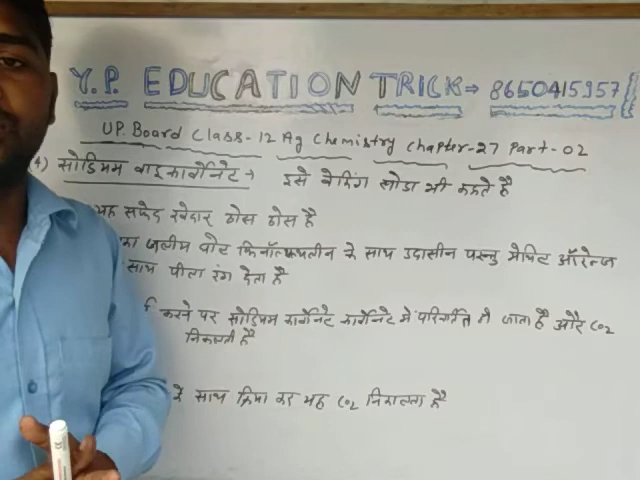 Y.P. EDUCATION TRICK ⇒ 8650415957
UP. Board Class-12 Ag Chemistry Chapter-27 Part-02
(4) सोडियम बाइकार्बोनेट → इसे बेकिंग सोडा भी कहते है
यह सफेद रवेदार ठोस ठोस है
का जलीय घोल फिनॉल्फथलीन के साथ उदासीन परन्तु मेथिल ऑरेन्ज
साथ पीला रंग देता है
करने पर सोडियम कार्बोनेट कार्बोनेट में परिवर्तित हो जाता है और CO₂
निकलती है
के साथ क्रिया कर यह CO₂ निकालता है